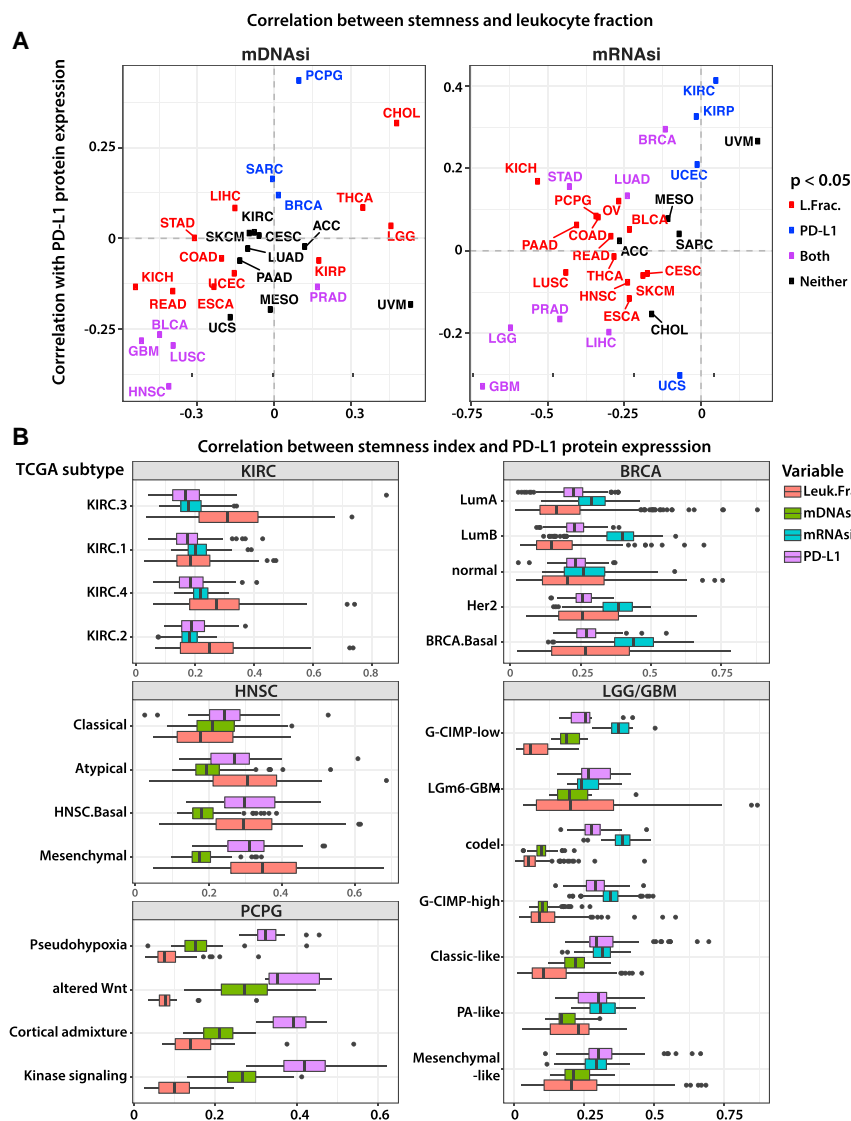 Correlation between stemness and leukocyte fraction
A
mDNAsi
mRNAsi
Corrrelation with PD-L1 protein expression
0.25
0
-0.25
-0.3
0.0
0.3
PCPG
CHOL
SARC
BRCA
LIHC
THCA
KIRC
ACC
STAD
SKCM
CESC
LGG
COAD
LUAD
KIRP
PAAD
KICH
UCEC
READ
ESCA
MESO
PRAD
UVM
UCS
BLCA
GBM
LUSC
HNSC
0.4
0.2
0
-0.2
-0.75
-0.50
-0.25
0
KIRC
KIRP
BRCA
UVM
UCEC
KICH
STAD
LUAD
PCPG
OV
MESO
BLCA
PAAD
COAD
SARC
ACC
READ
LUSC
THCA
CESC
HNSC
SKCM
ESCA
PRAD
CHOL
LGG
LIHC
UCS
GBM
p < 0.05
L.Frac.
PD-L1
Both
Neither
B
Correlation between stemness index and PD-L1 protein expresssion
TCGA subtype
KIRC
KIRC.3
KIRC.1
KIRC.4
KIRC.2
0
0.2
0.4
0.6
0.8
BRCA
LumA
LumB
normal
Her2
BRCA.Basal
0
0.25
0.5
0.75
Variable
Leuk.Fra
mDNAs
mRNAsi
PD-L1
HNSC
Classical
Atypical
HNSC.Basal
Mesenchymal
0
0.2
0.4
0.6
LGG/GBM
G-CIMP-low
LGm6-GBM
codel
G-CIMP-high
Classic-like
PA-like
Mesenchymal
-like
0
0.25
0.5
0.75
PCPG
Pseudohypoxia
altered Wnt
Cortical admixture
Kinase signaling
0
0.2
0.4
0.6